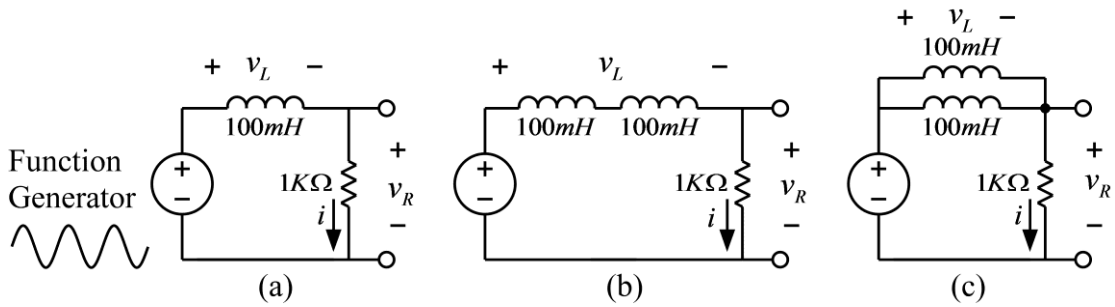 Function
Generator
+ v_L −
100mH
+
−
1KΩ
i
+
v_R
−
(a)
+ v_L −
100mH 100mH
+
−
1KΩ
i
+
v_R
−
(b)
+ v_L −
100mH
100mH
+
−
1KΩ
i
+
v_R
−
(c)